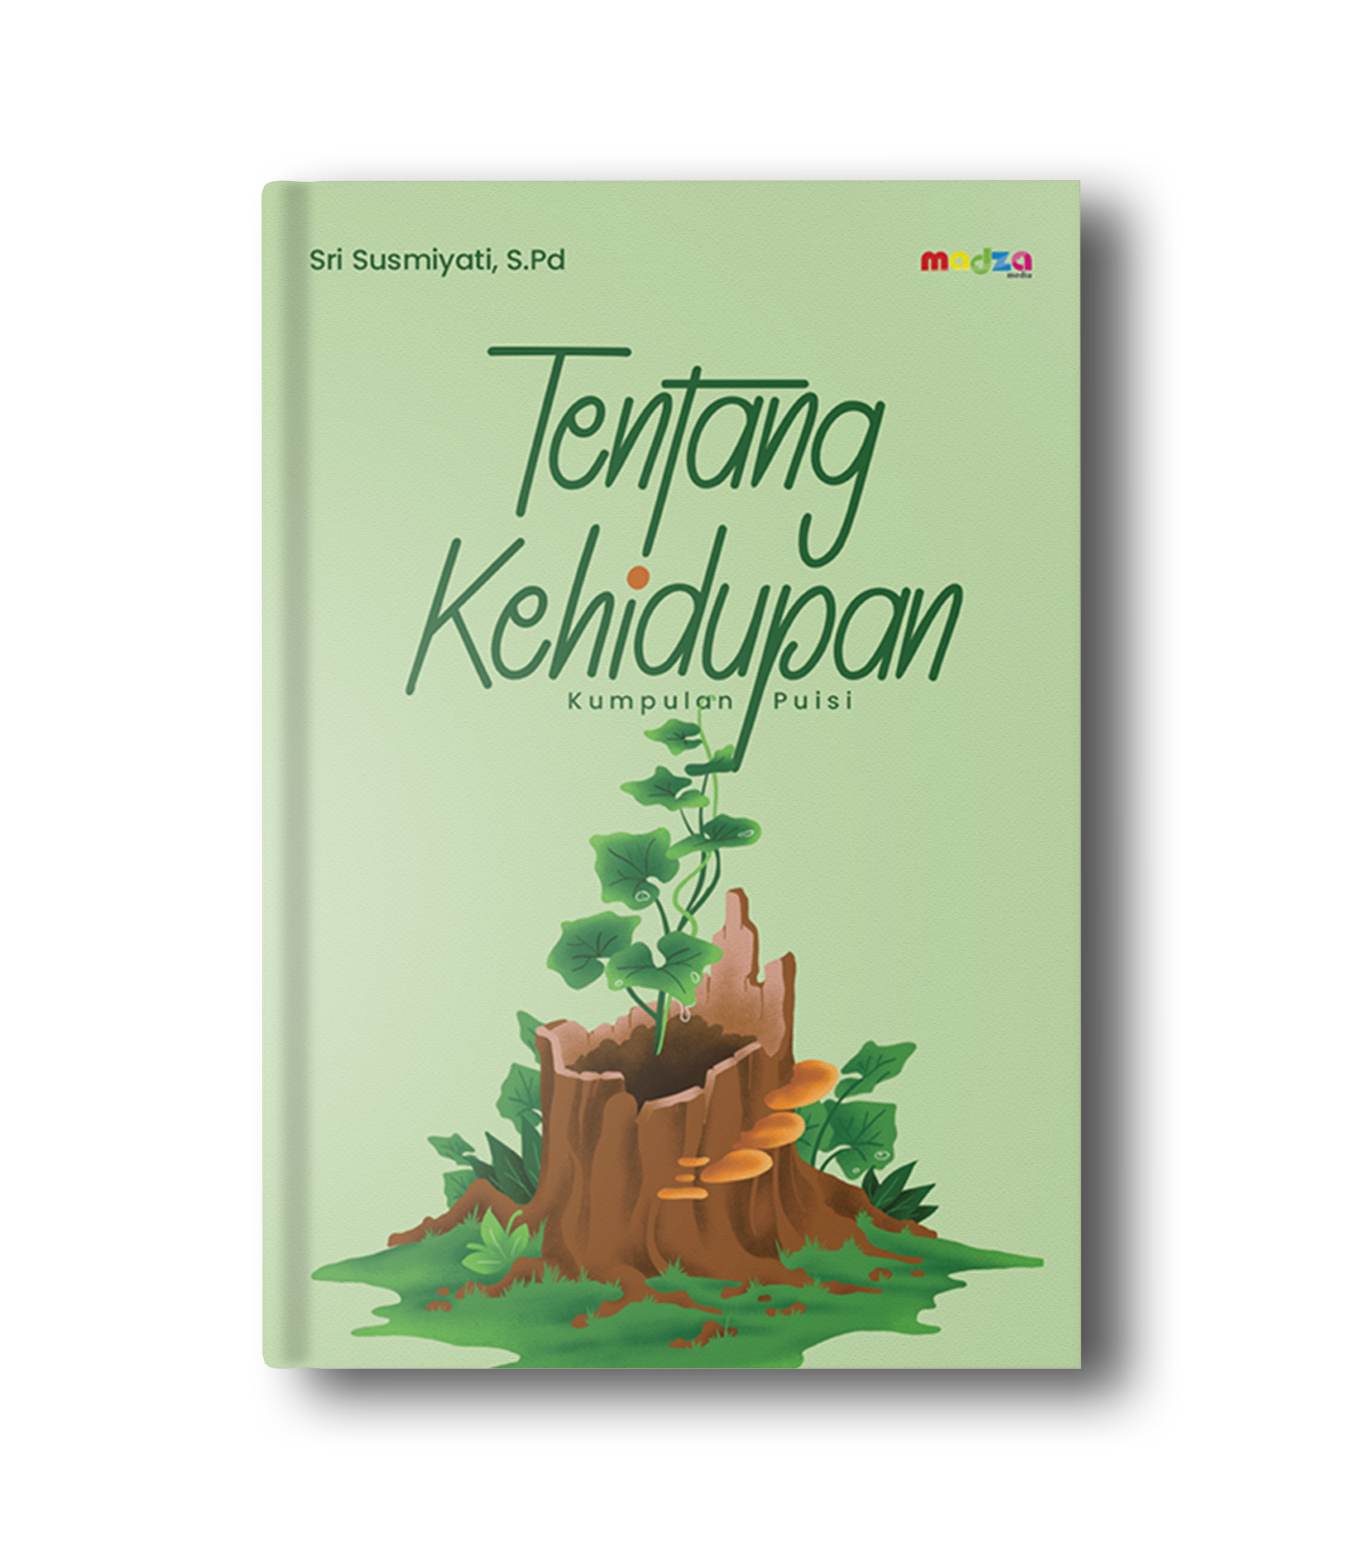 Sri Susmiyati, S.Pd
madza
media
Tentang
Kehidupan
Kumpulan Puisi